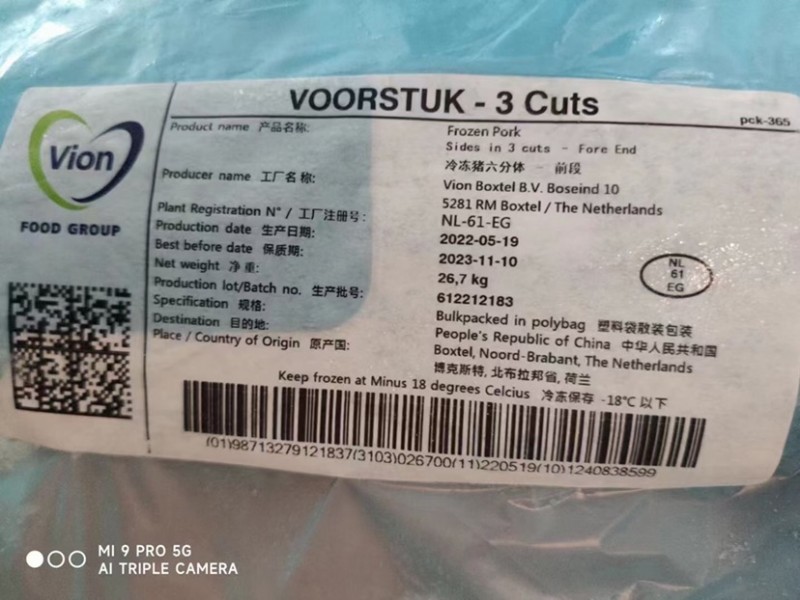 VOORSTUK - 3 Cuts
pck-365
Vion
FOOD GROUP
Product name 产品名称: Frozen Pork
Sides in 3 cuts - Fore End
冷冻猪六分体 - 前段
Producer name 工厂名称: Vion Boxtel B.V. Boseind 10
5281 RM Boxtel / The Netherlands
Plant Registration N° / 工厂注册号: NL-61-EG
Production date 生产日期: 2022-05-19
Best before date 保质期: 2023-11-10
Net weight 净重: 26,7 kg
Production lot/Batch no. 生产批号: 612212183
Specification 规格: Bulkpacked in polybag 塑料袋散装包装
Destination 目的地: People's Republic of China 中华人民共和国
Place / Country of Origin 原产国: Boxtel, Noord-Brabant, The Netherlands
博克斯特, 北布拉邦省, 荷兰
NL
61
EG
Keep frozen at Minus 18 degrees Celcius 冷冻保存 -18℃ 以下
(01)98713279121837(3103)026700(11)220519(10)1240838599
MI 9 PRO 5G
AI TRIPLE CAMERA